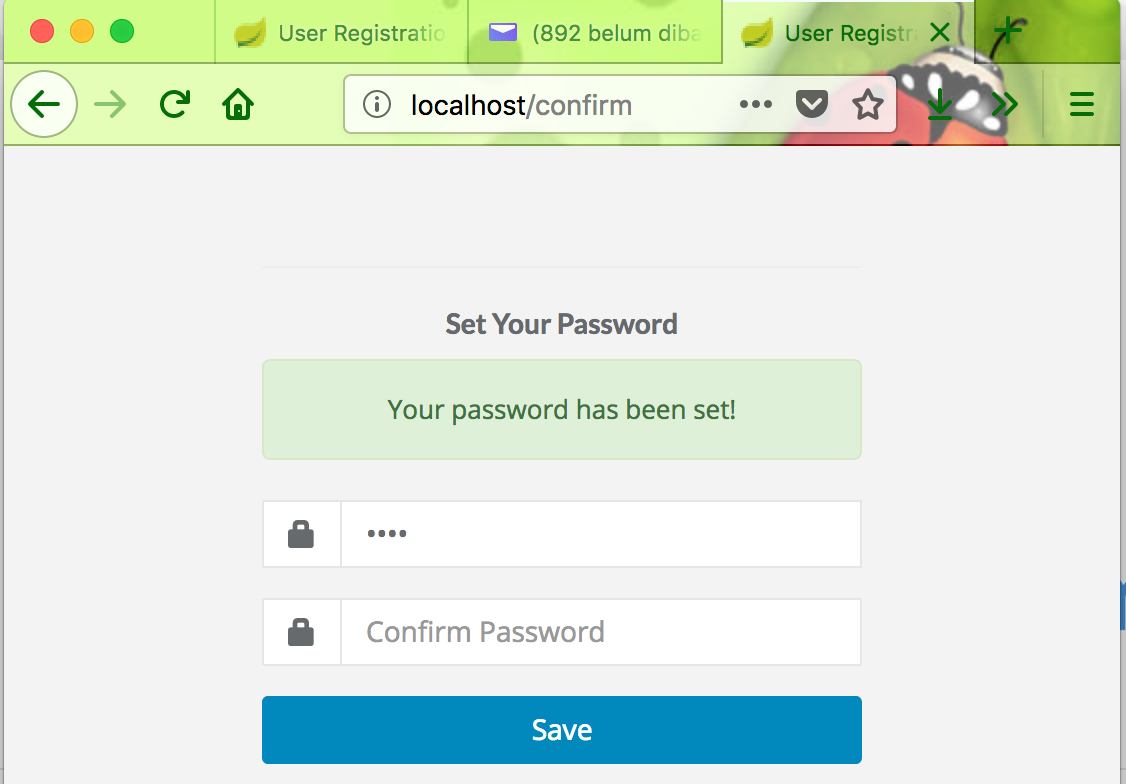 User Registratio
(892 belum diba
User Registr
localhost/confirm
Set Your Password
Your password has been set!
••••
Confirm Password
Save